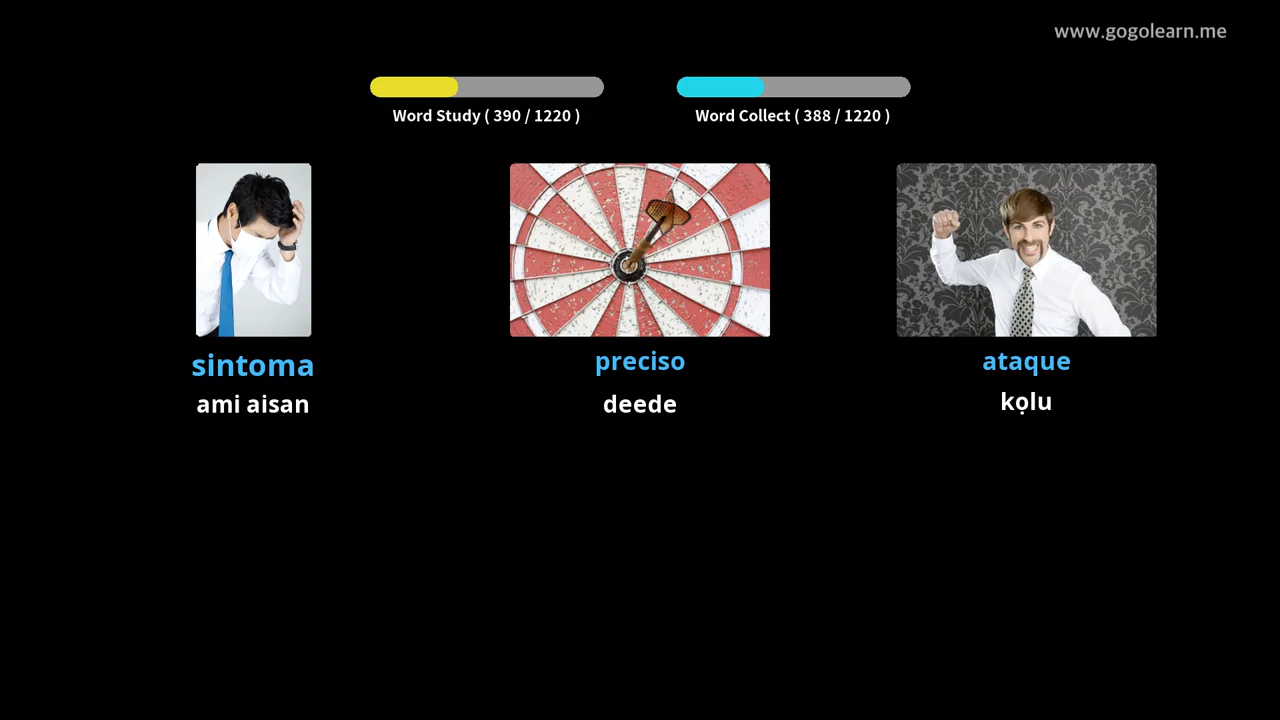 www.gogolearn.me
Word Study ( 390 / 1220 )
Word Collect ( 388 / 1220 )
sintoma
ami aisan
preciso
deede
ataque
kọlu